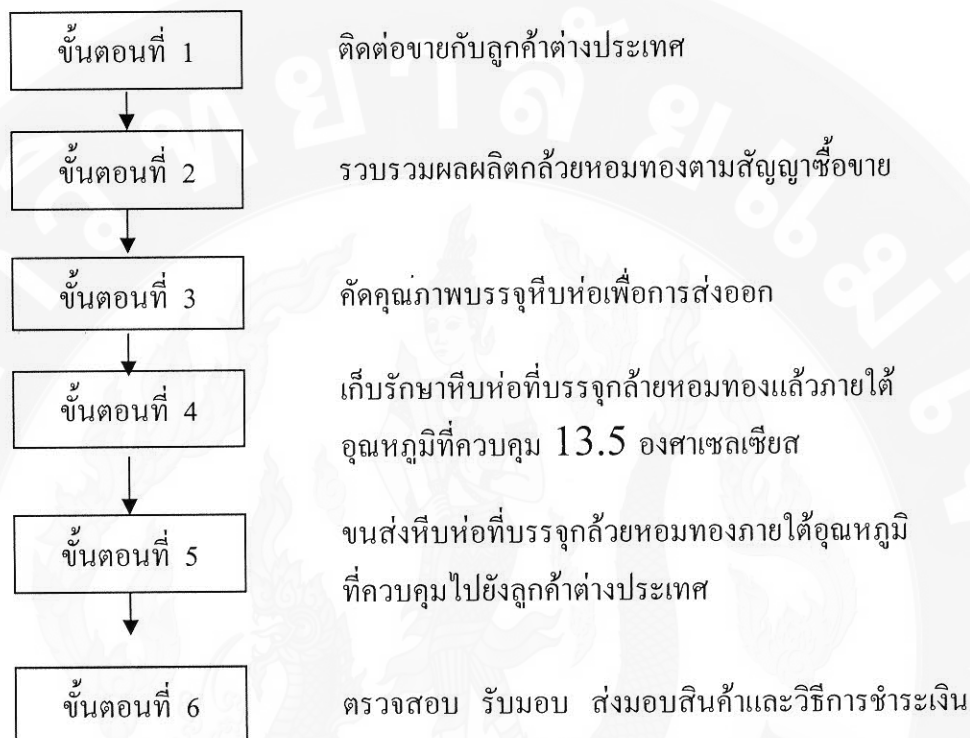 ขั้นตอนที่ 1 ติดต่อขายกับลูกค้าต่างประเทศ
ขั้นตอนที่ 2 รวบรวมผลผลิตกล้วยหอมทองตามสัญญาซื้อขาย
ขั้นตอนที่ 3 คัดคุณภาพบรรจุหีบห่อเพื่อการส่งออก
ขั้นตอนที่ 4 เก็บรักษาหีบห่อที่บรรจุกล้ายหอมทองแล้วภายใต้
อุณหภูมิที่ควบคุม 13.5 องศาเซลเซียส
ขั้นตอนที่ 5 ขนส่งหีบห่อที่บรรจุกล้วยหอมทองภายใต้อุณหภูมิ
ที่ควบคุมไปยังลูกค้าต่างประเทศ
ขั้นตอนที่ 6 ตรวจสอบ รับมอบ ส่งมอบสินค้าและวิธีการชำระเงิน